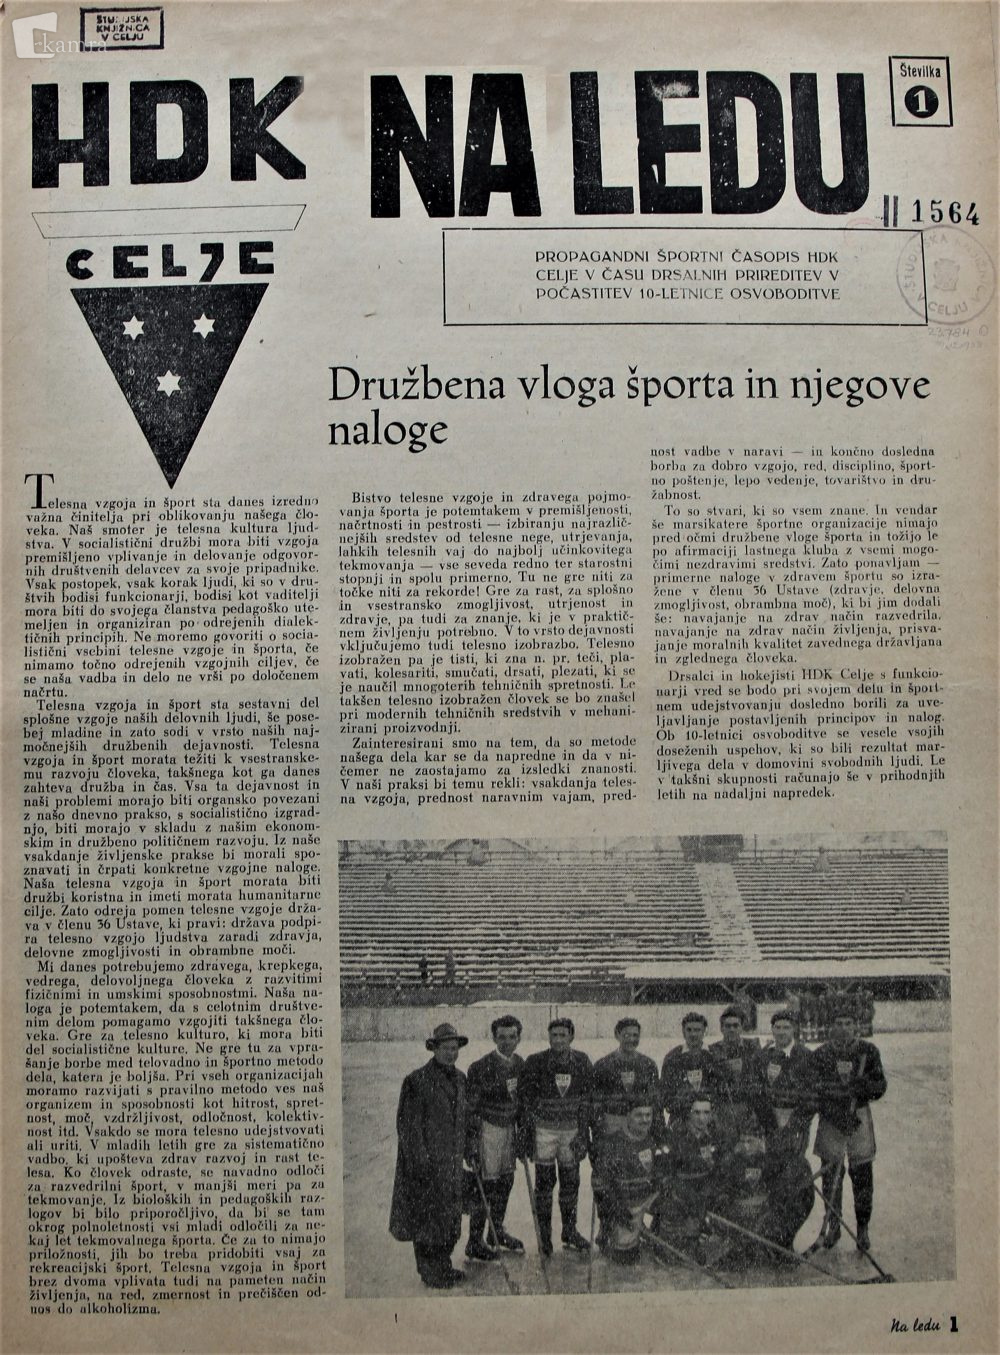 kamra
ŠTUDIJSKA
KNJIŽNICA
V CELJU
HDK
CELJE
NA LEDU
Številka
1
II 1564
PROPAGANDNI ŠPORTNI ČASOPIS HDK
CELJE V ČASU DRSALNIH PRIREDITEV V
POČASTITEV 10-LETNICE OSVOBODITVE
V CELJU
Družbena vloga športa in njegove
naloge
Telesna vzgoja in šport sta danes izredno
važna činitelja pri oblikovanju našega člo-
veka. Naš smoter je telesna kultura ljud-
stva. V socialistični družbi mora biti vzgoja
premišljeno vplivanje in delovanje odgovor-
nih društvenih delavcev za svoje pripadnike.
Vsak postopek, vsak korak ljudi, ki so v dru-
štvih bodisi funkcionarji, bodisi kot vaditelji
mora biti do svojega članstva pedagoško ute-
meljen in organiziran po odrejenih dialek-
tičnih principih. Ne moremo govoriti o socia-
listični vsebini telesne vzgoje in športa, če
nimamo točno odrejenih vzgojnih ciljev, če
se naša vadba in delo ne vrši po določenem
načrtu.
Telesna vzgoja in šport sta sestavni del
splošne vzgoje naših delovnih ljudi, še pose-
bej mladine in zato sodi v vrsto naših naj-
močnejših družbenih dejavnosti. Telesna
vzgoja in šport morata težiti k vsestranske-
mu razvoju človeka, takšnega kot ga danes
zahteva družba in čas. Vsa ta dejavnost in
naši problemi morajo biti organsko povezani
z našo dnevno prakso, s socialistično izgrad-
njo, biti morajo v skladu z našim ekonom-
skim in družbeno političnem razvoju. Iz naše
vsakdanje življenske prakse bi morali spo-
znavati in črpati konkretne vzgojne naloge.
Naša telesna vzgoja in šport morata biti
družbi koristna in imeti morata humanitarne
cilje. Zato odreja pomen telesne vzgoje drža-
va v členu 36 Ustave, ki pravi: država podpi-
ra telesno vzgojo ljudstva zaradi zdravja,
delovne zmogljivosti in obrambne moči.
Mi danes potrebujemo zdravega, krepkega,
vedrega, delovoljnega človeka z razvitimi
fizičnimi in umskimi sposobnostmi. Naša na-
loga je potemtakem, da s celotnim društve-
nim delom pomagamo vzgojiti takšnega člo-
veka. Gre za telesno kulturo, ki mora biti
del socialistične kulture. Ne gre tu za vpra-
šanje borbe med telovadno in športno metodo
dela, katera je boljša. Pri vseh organizacijah
moramo razvijati s pravilno metodo ves naš
organizem in sposobnosti kot hitrost, spret-
nost, moč, vzdržljivost, odločnost, kolektiv-
nost itd. Vsakdo se mora telesno udejstvovati
ali uriti. V mladih letih gre za sistematično
vadbo, ki upošteva zdrav razvoj in rast te-
lesa. Ko človek odraste, se navadno odloči
za razvedrilni šport, v manjši meri pa za
tekmovanje. Iz bioloških in pedagoških raz-
logov bi bilo priporočljivo, da bi se tam
okrog polnoletnosti vsi mladi odločili za ne-
kaj let tekmovalnega športa. Če za to nimajo
priložnosti, jih bo treba pridobiti vsaj za
rekreacijski šport. Telesna vzgoja in šport
brez dvoma vplivata tudi na pameten način
življenja, na red, zmernost in prečiščen od-
nos do alkoholizma.
Bistvo telesne vzgoje in zdravega pojmo-
vanja športa je potemtakem v premišljenosti,
načrtnosti in pestrosti — izbiranju najrazlič-
nejših sredstev od telesne nege, utrjevanja,
lahkih telesnih vaj do najbolj učinkovitega
tekmovanja — vse seveda redno ter starostni
stopnji in spolu primerno. Tu ne gre niti za
točke niti za rekorde! Gre za rast, za splošno
in vsestransko zmogljivost, utrjenost in
zdravje, pa tudi za znanje, ki je v praktič-
nem življenju potrebno. V to vrsto dejavnosti
vključujemo tudi telesno izobrazbo. Telesno
izobražen pa je tisti, ki zna n. pr. teči, pla-
vati, kolesariti, smučati, drsati, plezati, ki se
je naučil mnogoterih tehničnih spretnosti. Le
takšen telesno izobražen človek se bo znašel
pri modernih tehničnih sredstvih v mehani-
zirani proizvodnji.
Zainteresirani smo na tem, da so metode
našega dela kar se da napredne in da v ni-
čemer ne zaostajamo za izsledki znanosti.
V naši praksi bi temu rekli: vsakdanja teles-
na vzgoja, prednost naravnim vajam, pred-
nost vadbe v naravi — in končno dosledna
borba za dobro vzgojo, red, disciplino, šport-
no poštenje, lepo vedenje, tovarištvo in dru-
žabnost.
To so stvari, ki so vsem znane. In vendar
še marsikatere športne organizacije nimajo
pred očmi družbene vloge športa in tožijo le
po afirmaciji lastnega kluba z vsemi mogo-
čimi nezdravimi sredstvi. Zato ponavljam —
primerne naloge v zdravem športu so izra-
žene v členu 36 Ustave (zdravje, delovna
zmogljivost, obrambna moč), ki bi jim dodali
še: navajanje na zdrav način razvedrila,
navajanje na zdrav način življenja, prisva-
janje moralnih kvalitet zavednega državljana
in zglednega človeka.
Drsalci in hokejisti HDK Celje s funkcio-
narji vred se bodo pri svojem delu in šport-
nem udejstvovanju dosledno borili za uve-
ljavljanje postavljenih principov in nalog.
Ob 10-letnici osvoboditve se vesele vsojih
doseženih uspehov, ki so bili rezultat mar-
ljivega dela v domovini svobodnih ljudi. Le
v takšni skupnosti računajo še v prihodnjih
letih na nadaljni napredek.
Na ledu 1